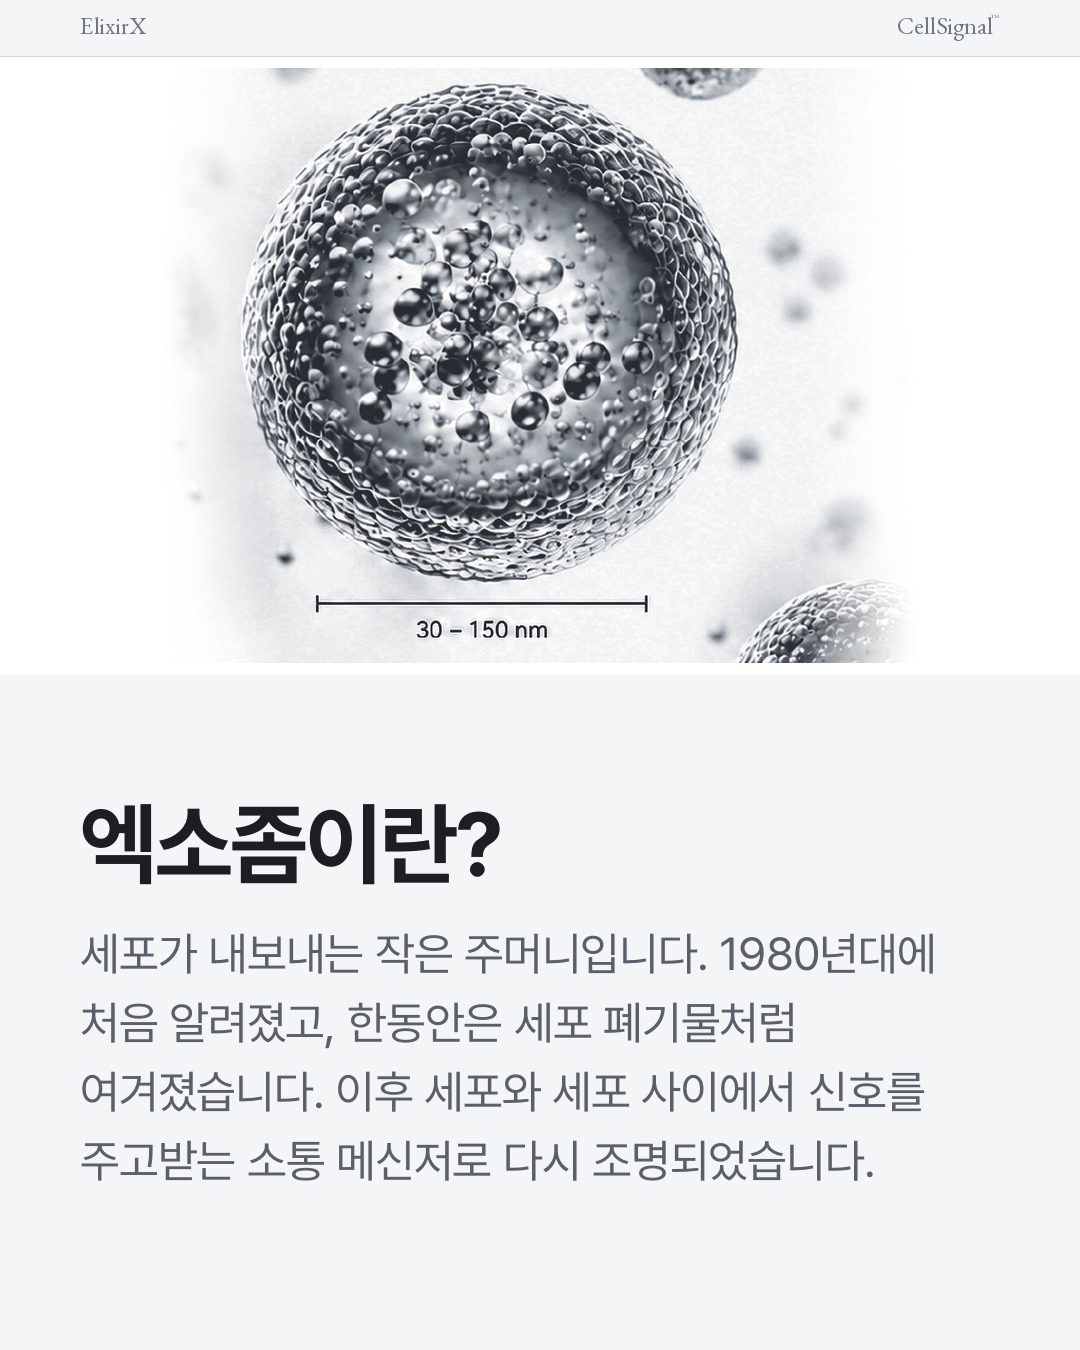 ElixirX
CellSignal™
30 – 150 nm
엑소좀이란?
세포가 내보내는 작은 주머니입니다. 1980년대에
처음 알려졌고, 한동안은 세포 폐기물처럼
여겨졌습니다. 이후 세포와 세포 사이에서 신호를
주고받는 소통 메신저로 다시 조명되었습니다.